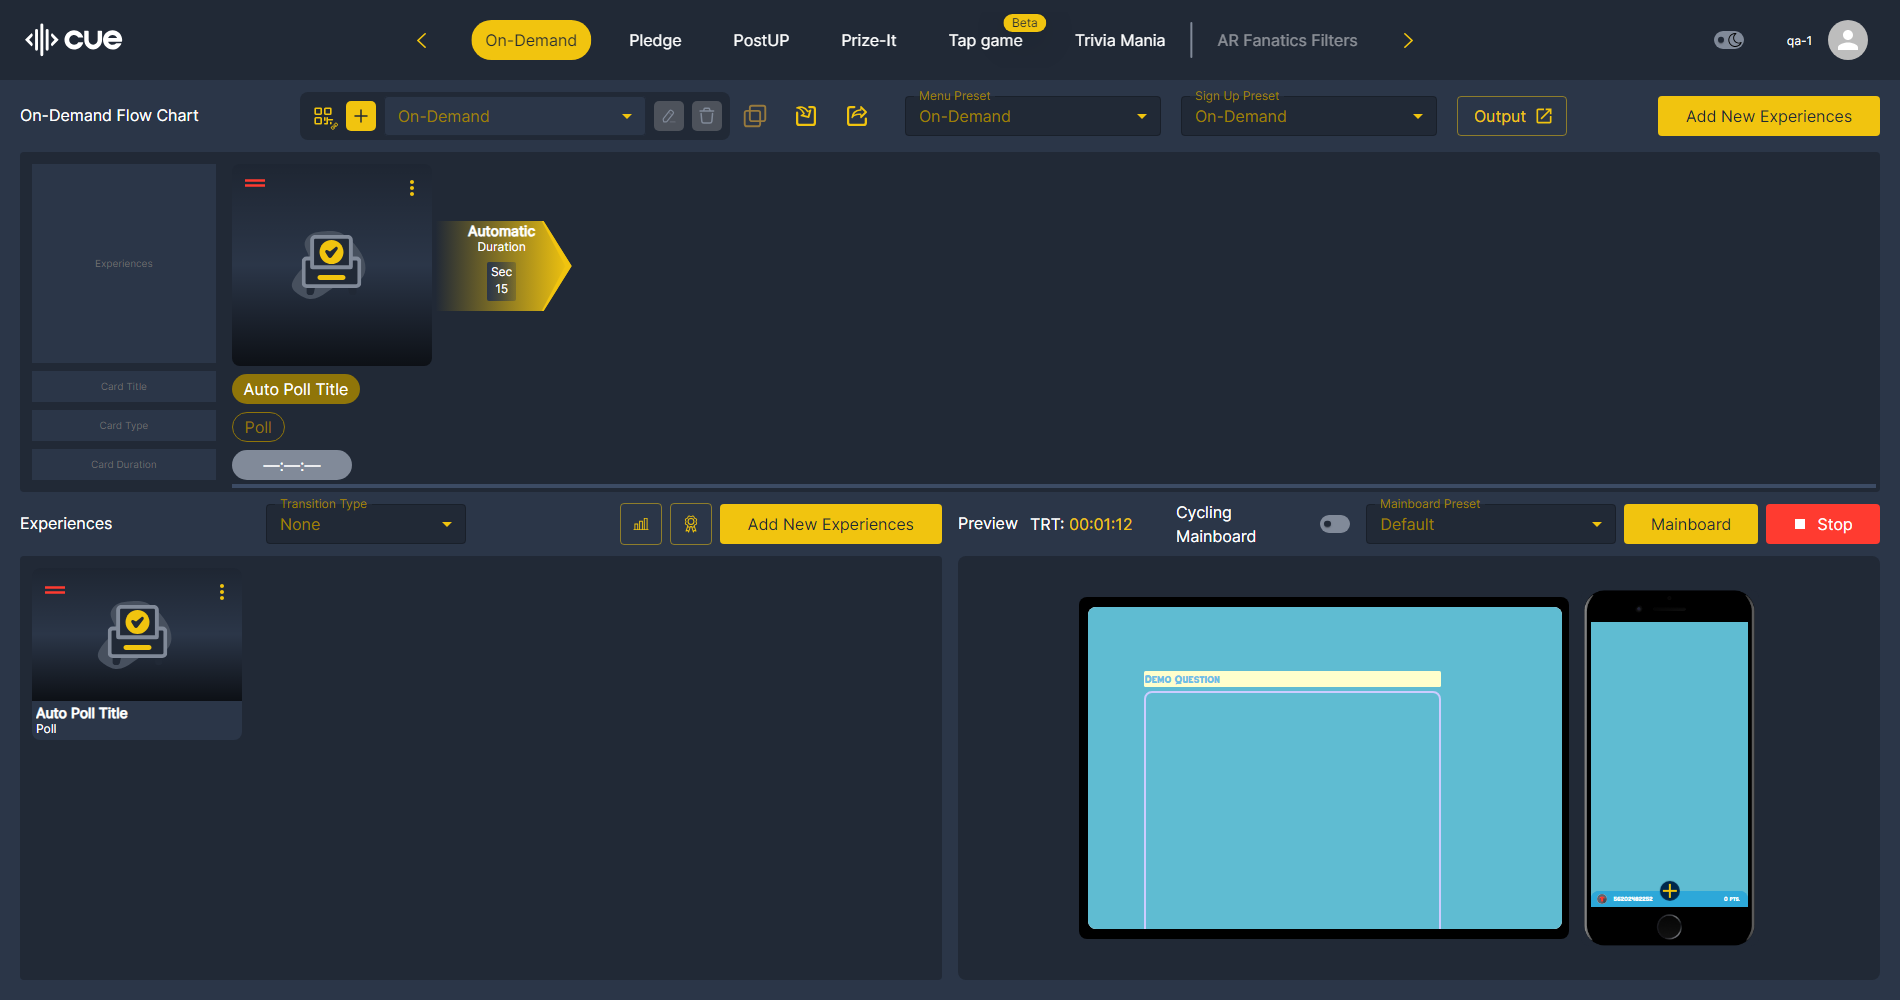 cue
On-Demand
Pledge
PostUP
Prize-It
Tap game
Beta
Trivia Mania
AR Fanatics Filters
qa-1
On-Demand Flow Chart
On-Demand
Menu Preset
On-Demand
Sign Up Preset
On-Demand
Output
Add New Experiences
Experiences
Automatic
Duration
Sec
15
Card Title
Auto Poll Title
Card Type
Poll
Card Duration
—:—:—
Experiences
Transition Type
None
Add New Experiences
Preview
TRT: 00:01:12
Cycling
Mainboard
Mainboard Preset
Default
Mainboard
Stop
Auto Poll Title
Poll
Demo Question
0 PTS.